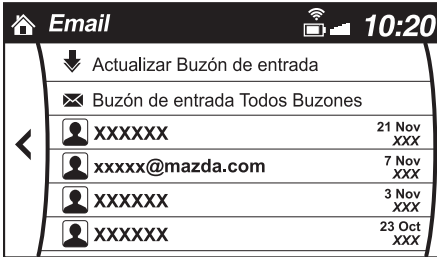 Email 10:20
Actualizar Buzón de entrada
Buzón de entrada Todos Buzones
XXXXXX 21 Nov
XXX
xxxxx@mazda.com 7 Nov
XXX
XXXXXX 3 Nov
XXX
XXXXXX 23 Oct
XXX